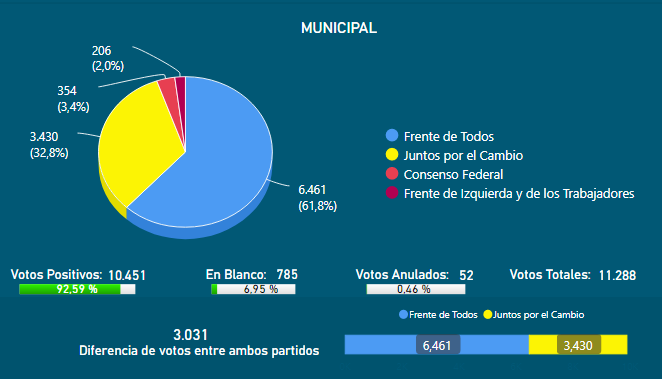 MUNICIPAL
206
(2,0%)
354
(3,4%)
3.430
(32,8%)
6.461
(61,8%)
Frente de Todos
Juntos por el Cambio
Consenso Federal
Frente de Izquierda y de los Trabajadores
Votos Positivos: 10.451
92,59 %
En Blanco: 785
6,95 %
Votos Anulados: 52
0,46 %
Votos Totales: 11.288
3.031
Diferencia de votos entre ambos partidos
Frente de Todos Juntos por el Cambio
6,461 3,430